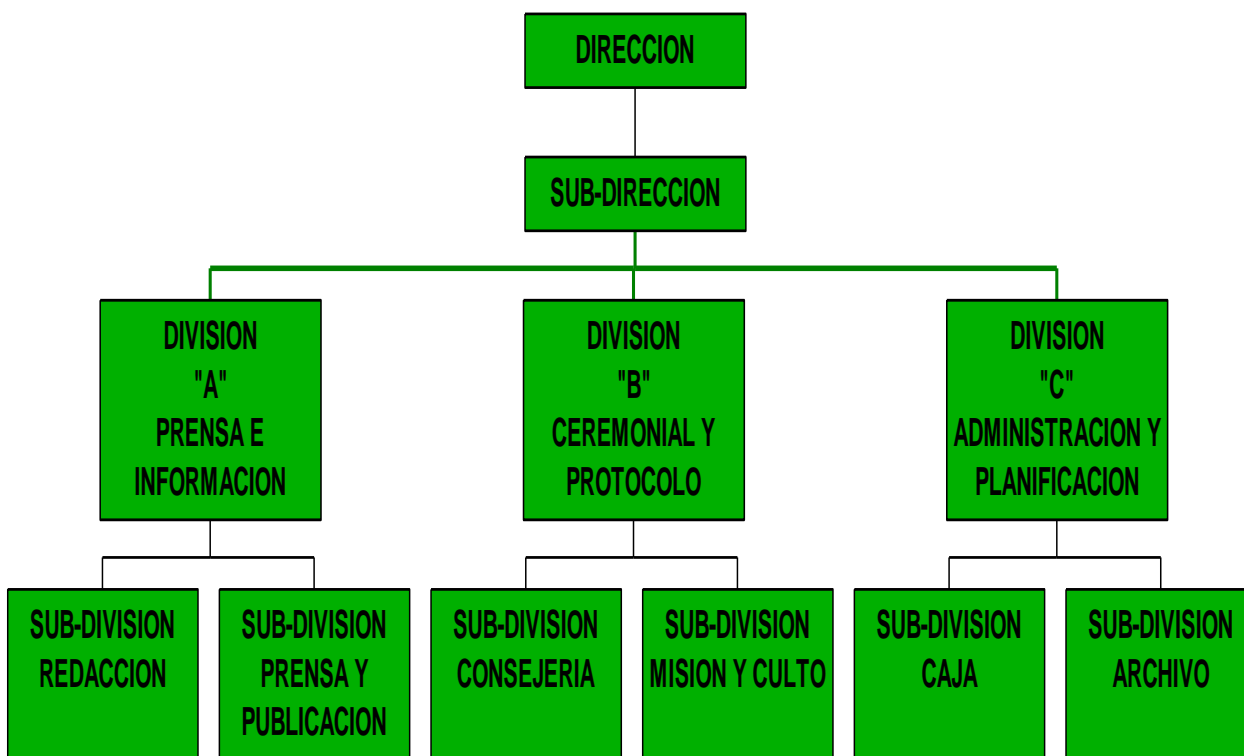 DIRECCION
SUB-DIRECCION
DIVISION
"A"
PRENSA E
INFORMACION
DIVISION
"B"
CEREMONIAL Y
PROTOCOLO
DIVISION
"C"
ADMINISTRACION Y
PLANIFICACION
SUB-DIVISION
REDACCION
SUB-DIVISION
PRENSA Y
PUBLICACION
SUB-DIVISION
CONSEJERIA
SUB-DIVISION
MISION Y CULTO
SUB-DIVISION
CAJA
SUB-DIVISION
ARCHIVO